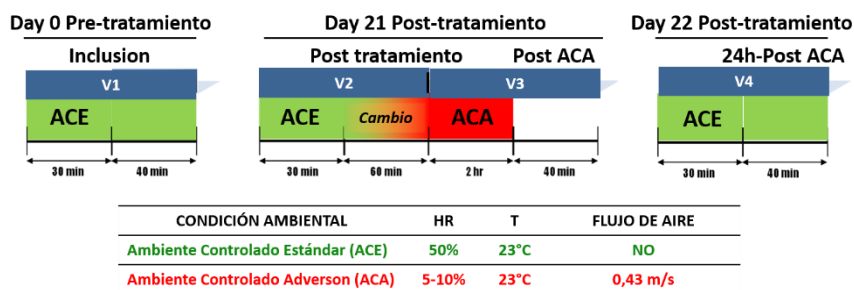 Day 0 Pre-tratamiento
Day 21 Post-tratamiento
Day 22 Post-tratamiento
Inclusion
Post tratamiento
Post ACA
24h-Post ACA
V1
V2
V3
V4
ACE
ACE
Cambio
ACA
ACE
30 min
40 min
30 min
60 min
2 hr
40 min
30 min
40 min
CONDICIÓN AMBIENTAL HR T FLUJO DE AIRE
Ambiente Controlado Estándar (ACE) 50% 23°C NO
Ambiente Controlado Adverson (ACA) 5-10% 23°C 0,43 m/s